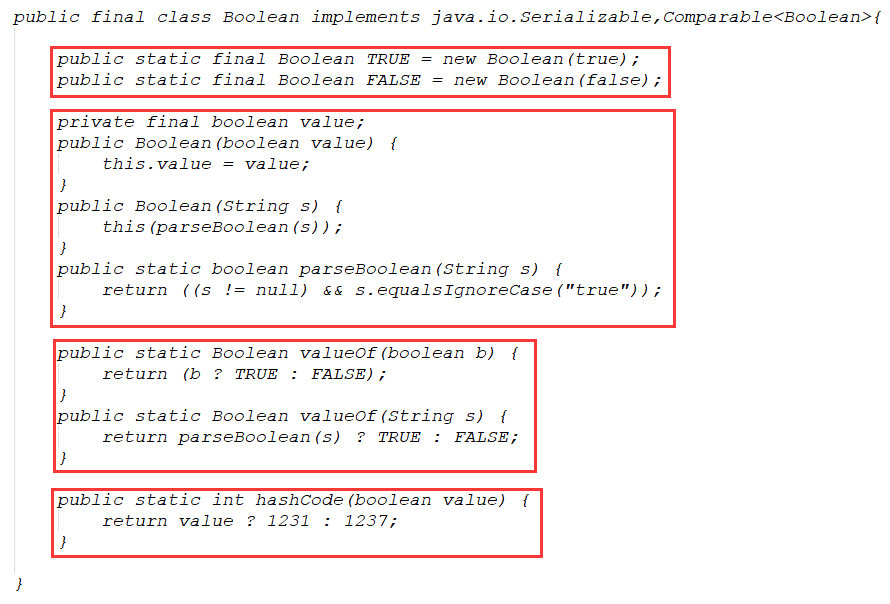 public final class Boolean implements java.io.Serializable,Comparable<Boolean>{
public static final Boolean TRUE = new Boolean(true);
public static final Boolean FALSE = new Boolean(false);
private final boolean value;
public Boolean(boolean value) {
this.value = value;
}
public Boolean(String s) {
this(parseBoolean(s));
}
public static boolean parseBoolean(String s) {
return ((s != null) && s.equalsIgnoreCase("true"));
}
public static Boolean valueOf(boolean b) {
return (b ? TRUE : FALSE);
}
public static Boolean valueOf(String s) {
return parseBoolean(s) ? TRUE : FALSE;
}
public static int hashCode(boolean value) {
return value ? 1231 : 1237;
}
}